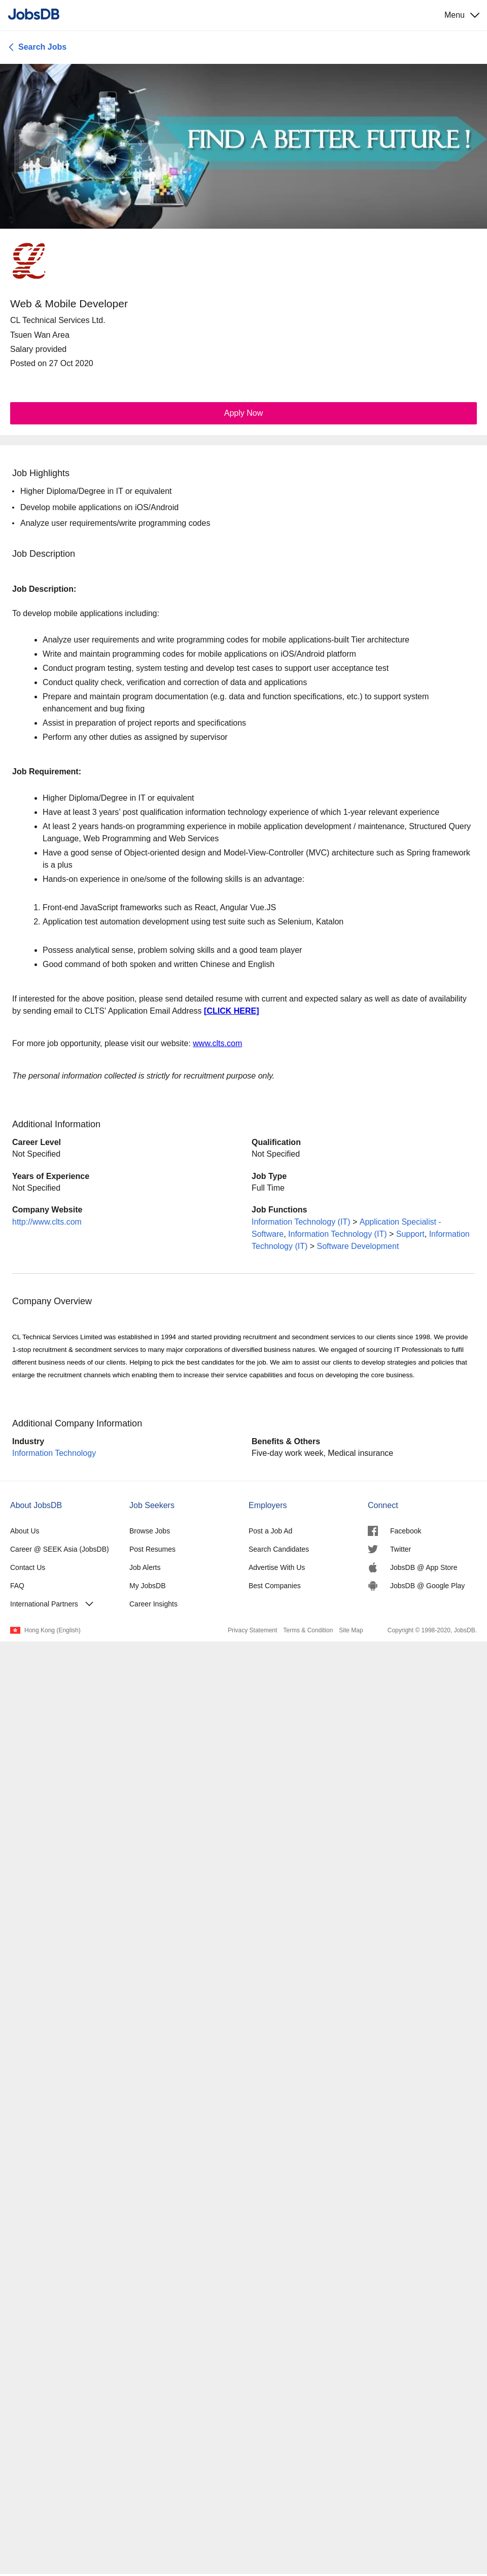 JobsDB
Menu
Search Jobs
FIND A BETTER FUTURE !
Web & Mobile Developer
CL Technical Services Ltd.
Tsuen Wan Area
Salary provided
Posted on 27 Oct 2020
Apply Now
Job Highlights
• Higher Diploma/Degree in IT or equivalent
• Develop mobile applications on iOS/Android
• Analyze user requirements/write programming codes
Job Description
Job Description:
To develop mobile applications including:
• Analyze user requirements and write programming codes for mobile applications-built Tier architecture
• Write and maintain programming codes for mobile applications on iOS/Android platform
• Conduct program testing, system testing and develop test cases to support user acceptance test
• Conduct quality check, verification and correction of data and applications
• Prepare and maintain program documentation (e.g. data and function specifications, etc.) to support system
enhancement and bug fixing
• Assist in preparation of project reports and specifications
• Perform any other duties as assigned by supervisor
Job Requirement:
• Higher Diploma/Degree in IT or equivalent
• Have at least 3 years' post qualification information technology experience of which 1-year relevant experience
• At least 2 years hands-on programming experience in mobile application development / maintenance, Structured Query
Language, Web Programming and Web Services
• Have a good sense of Object-oriented design and Model-View-Controller (MVC) architecture such as Spring framework
is a plus
• Hands-on experience in one/some of the following skills is an advantage:
1. Front-end JavaScript frameworks such as React, Angular Vue.JS
2. Application test automation development using test suite such as Selenium, Katalon
• Possess analytical sense, problem solving skills and a good team player
• Good command of both spoken and written Chinese and English
If interested for the above position, please send detailed resume with current and expected salary as well as date of availability
by sending email to CLTS' Application Email Address [CLICK HERE]
For more job opportunity, please visit our website: www.clts.com
The personal information collected is strictly for recruitment purpose only.
Additional Information
Career Level
Not Specified
Qualification
Not Specified
Years of Experience
Not Specified
Job Type
Full Time
Company Website
http://www.clts.com
Job Functions
Information Technology (IT) > Application Specialist -
Software, Information Technology (IT) > Support, Information
Technology (IT) > Software Development
Company Overview
CL Technical Services Limited was established in 1994 and started providing recruitment and secondment services to our clients since 1998. We provide
1-stop recruitment & secondment services to many major corporations of diversified business natures. We engaged of sourcing IT Professionals to fulfil
different business needs of our clients. Helping to pick the best candidates for the job. We aim to assist our clients to develop strategies and policies that
enlarge the recruitment channels which enabling them to increase their service capabilities and focus on developing the core business.
Additional Company Information
Industry
Information Technology
Benefits & Others
Five-day work week, Medical insurance
About JobsDB
About Us
Career @ SEEK Asia (JobsDB)
Contact Us
FAQ
International Partners
Job Seekers
Browse Jobs
Post Resumes
Job Alerts
My JobsDB
Career Insights
Employers
Post a Job Ad
Search Candidates
Advertise With Us
Best Companies
Connect
Facebook
Twitter
JobsDB @ App Store
JobsDB @ Google Play
Hong Kong (English)
Privacy Statement Terms & Condition Site Map
Copyright © 1998-2020, JobsDB.